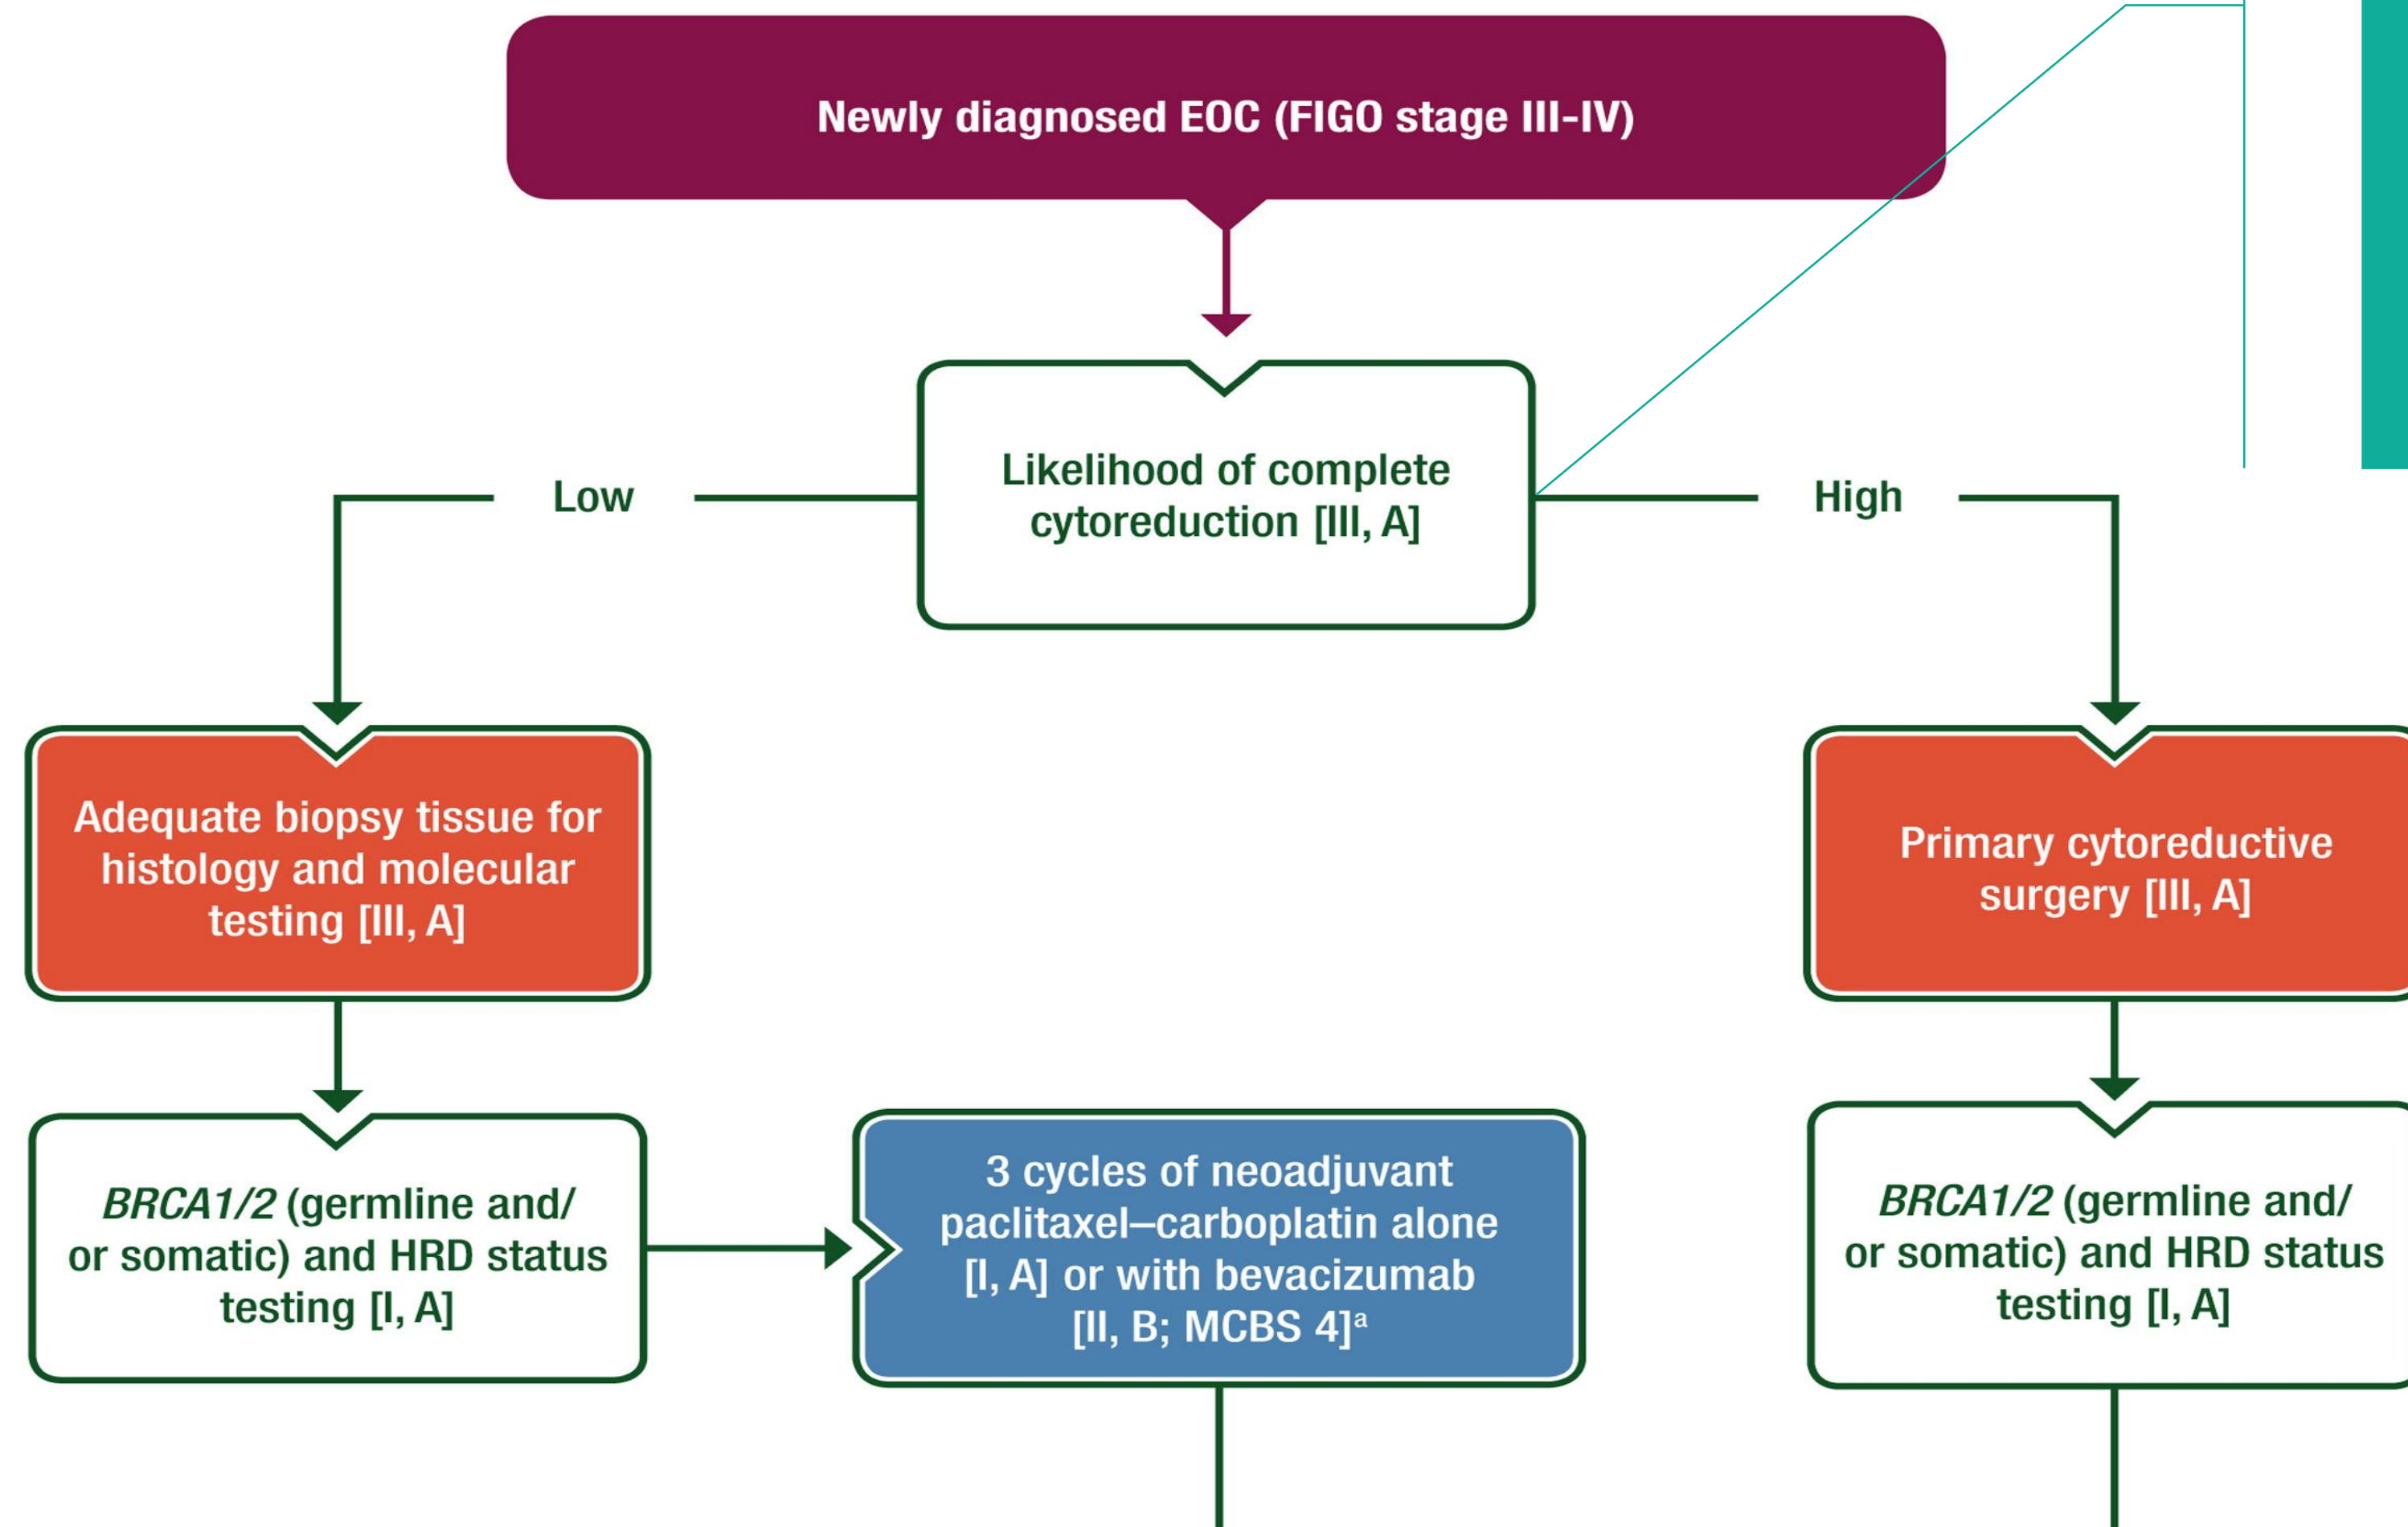 Newly diagnosed EOC (FIGO stage III-IV)
Likelihood of complete
cytoreduction [III, A]
Low
High
Adequate biopsy tissue for
histology and molecular
testing [III, A]
Primary cytoreductive
surgery [III, A]
BRCA1/2 (germline and/
or somatic) and HRD status
testing [I, A]
3 cycles of neoadjuvant
paclitaxel–carboplatin alone
[I, A] or with bevacizumab
[II, B; MCBS 4]ᵃ
BRCA1/2 (germline and/
or somatic) and HRD status
testing [I, A]